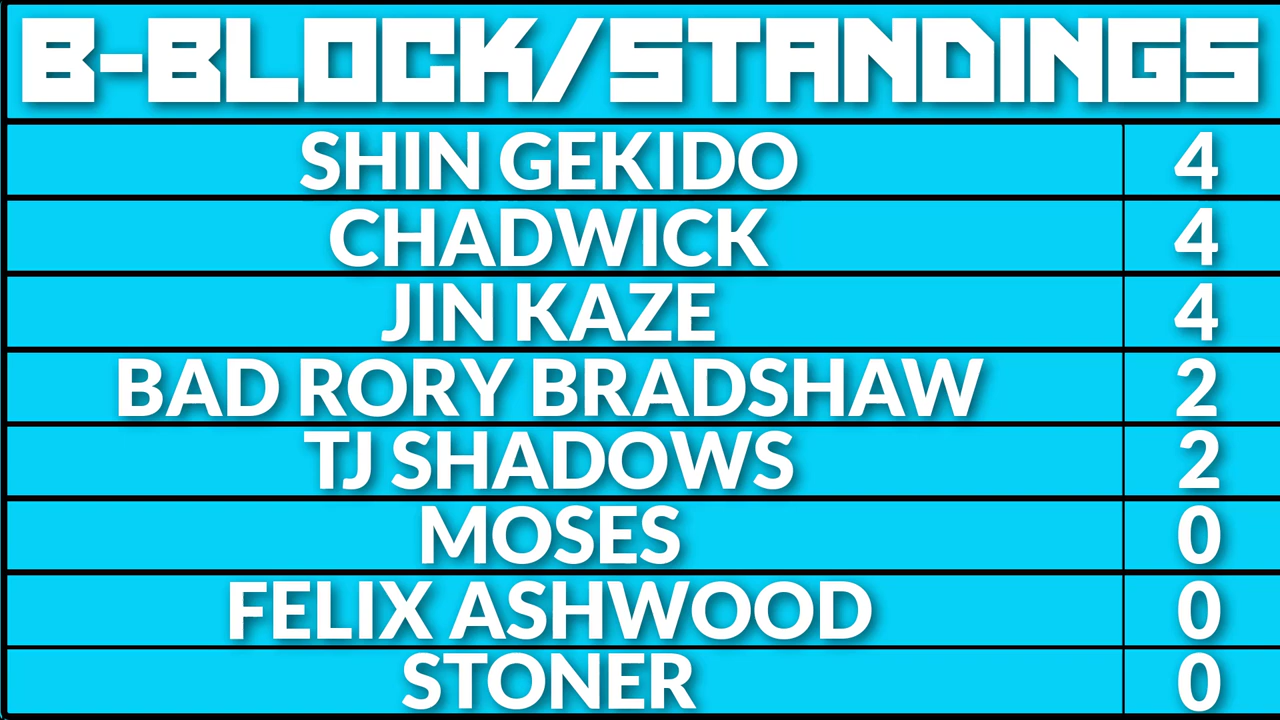 B-BLOCK/STANDINGS
SHIN GEKIDO 4
CHADWICK 4
JIN KAZE 4
BAD RORY BRADSHAW 2
TJ SHADOWS 2
MOSES 0
FELIX ASHWOOD 0
STONER 0